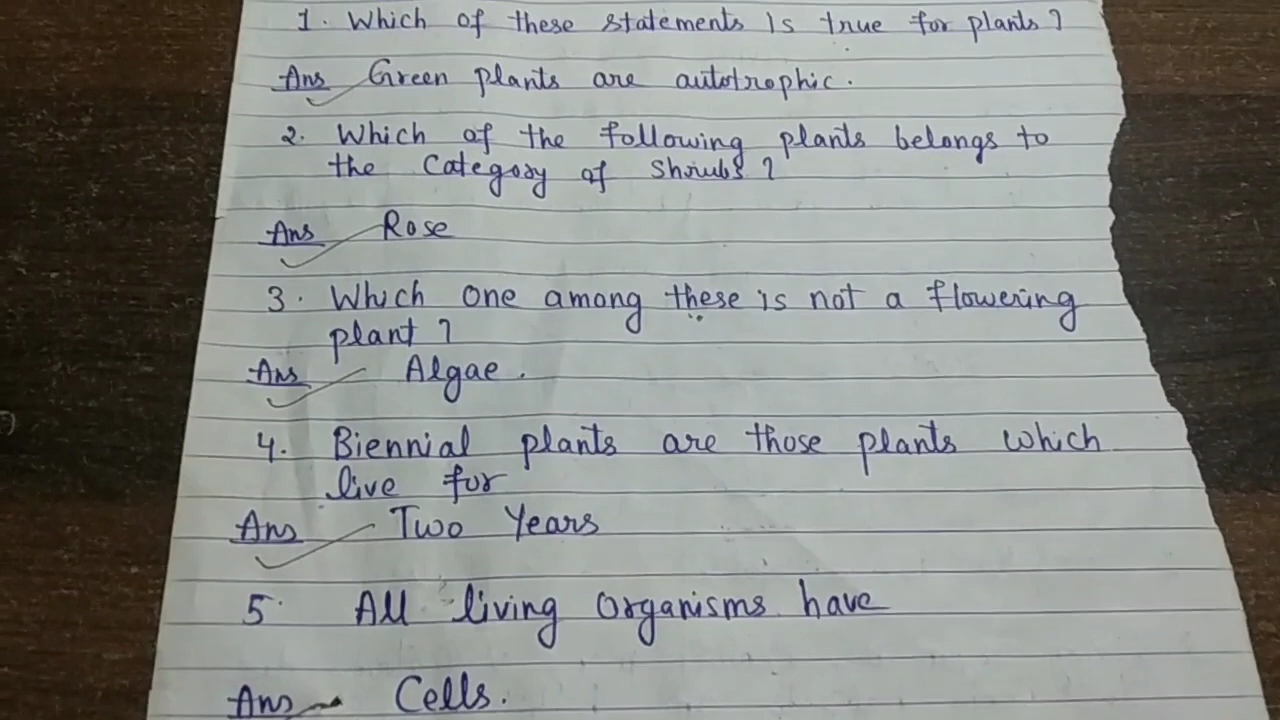 1. Which of these statements is true for plants?
Ans Green plants are autotrophic.
2. Which of the following plants belongs to
the Category of Shrubs?
Ans Rose
3. Which one among these is not a flowering
plant?
Ans Algae.
4. Biennial plants are those plants which
live for
Ans Two Years
5. All living Organisms have
Ans Cells.